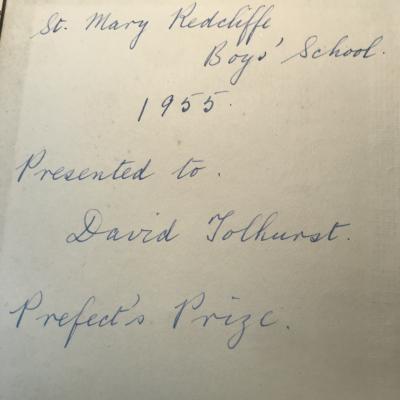 St. Mary Redcliffe
Boys' School.
1955.
Presented to.
David Tolhurst.
Prefect's Prize.